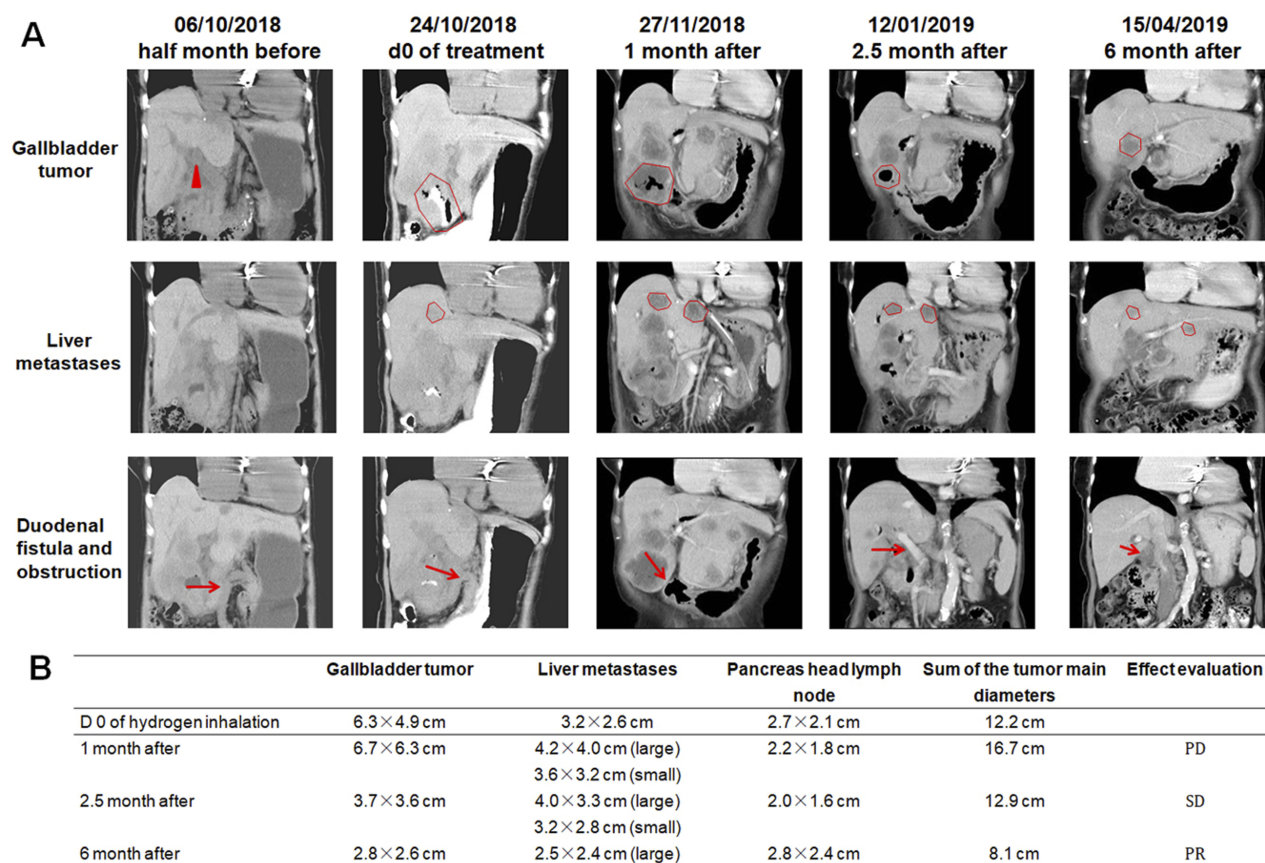 A
06/10/2018
half month before
24/10/2018
d0 of treatment
27/11/2018
1 month after
12/01/2019
2.5 month after
15/04/2019
6 month after
Gallbladder
tumor
Liver
metastases
Duodenal
fistula and
obstruction
B
Gallbladder tumor Liver metastases Pancreas head lymph node Sum of the tumor main diameters Effect evaluation
D 0 of hydrogen inhalation 6.3×4.9 cm 3.2×2.6 cm 2.7×2.1 cm 12.2 cm
1 month after 6.7×6.3 cm 4.2×4.0 cm (large) 2.2×1.8 cm 16.7 cm PD
3.6×3.2 cm (small)
2.5 month after 3.7×3.6 cm 4.0×3.3 cm (large) 2.0×1.6 cm 12.9 cm SD
3.2×2.8 cm (small)
6 month after 2.8×2.6 cm 2.5×2.4 cm (large) 2.8×2.4 cm 8.1 cm PR